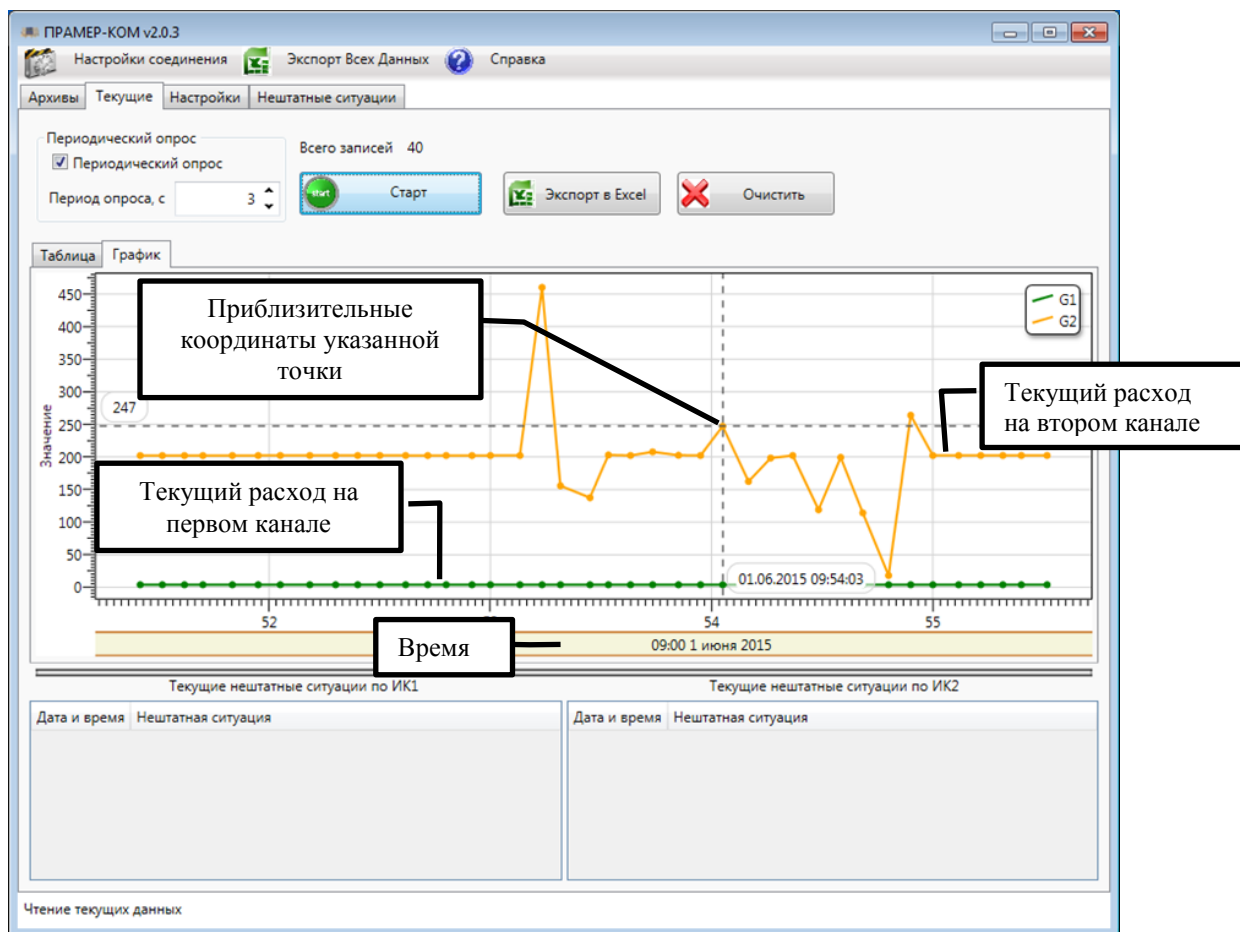 ПРАМЕР-КОМ v2.0.3
Настройки соединения Экспорт Всех Данных Справка
Архивы Текущие Настройки Нештатные ситуации
Периодический опрос
Всего записей 40
Периодический опрос
Период опроса, с 3
Старт
Экспорт в Excel
Очистить
Таблица График
Значение
450
400
350
300
250
200
150
100
50
0
247
Приблизительные
координаты указанной
точки
G1
G2
Текущий расход
на втором канале
Текущий расход на
первом канале
01.06.2015 09:54:03
52
54
55
Время
09:00 1 июня 2015
Текущие нештатные ситуации по ИК1
Текущие нештатные ситуации по ИК2
Дата и время Нештатная ситуация
Дата и время Нештатная ситуация
Чтение текущих данных